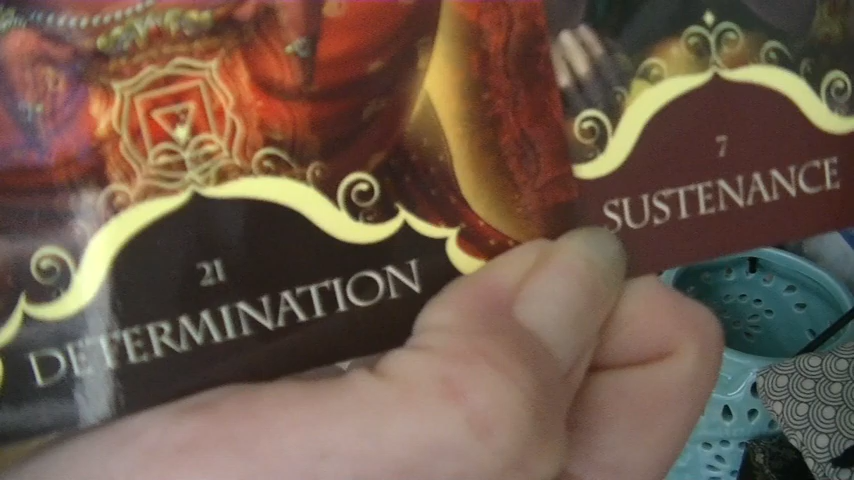 21
DETERMINATION
7
SUSTENANCE